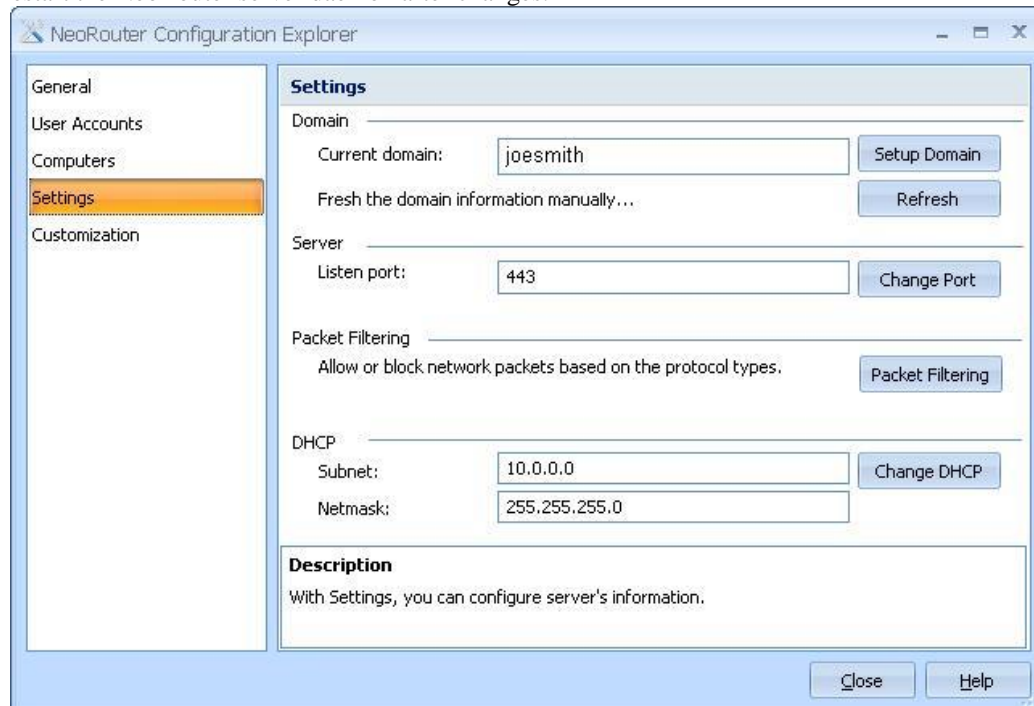 NeoRouter Configuration Explorer
General
User Accounts
Computers
Settings
Customization
Settings
Domain
Current domain: joesmith Setup Domain
Fresh the domain information manually... Refresh
Server
Listen port: 443 Change Port
Packet Filtering
Allow or block network packets based on the protocol types. Packet Filtering
DHCP
Subnet: 10.0.0.0 Change DHCP
Netmask: 255.255.255.0
Description
With Settings, you can configure server's information.
Close Help